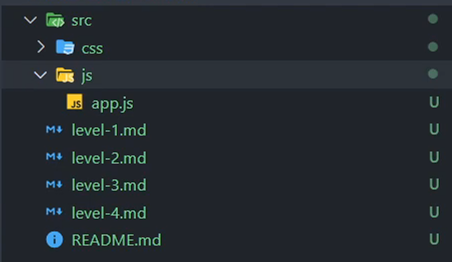 src
css
js
JS app.js U
M level-1.md U
M level-2.md U
M level-3.md U
M level-4.md U
i README.md U